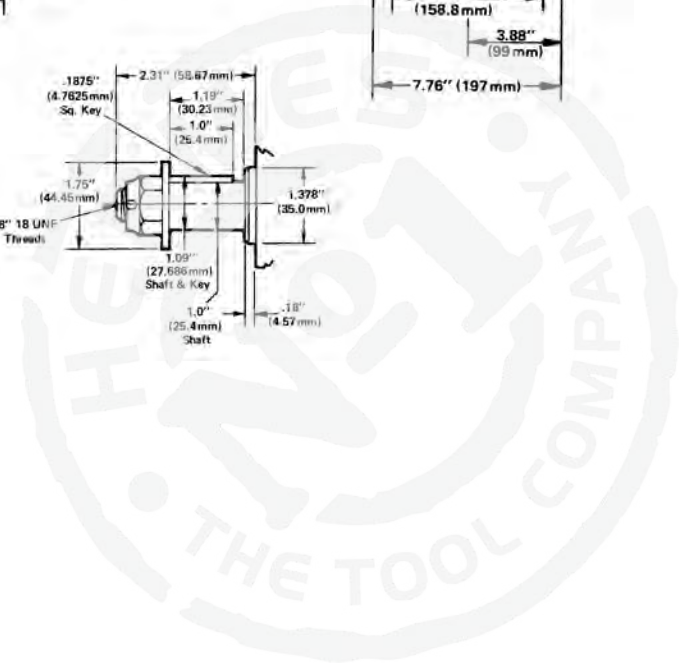 (158.8mm)
3.88"
(99 mm)
7.76" (197mm)
.1875"
(4.7625mm)
Sq. Key
2.31" (58.67mm)
1.19"
(30.23mm)
1.0"
(25.4mm)
1.75"
(44.45mm)
8" 18 UNF
Threads
1.378"
(35.0mm)
1.09"
(27.686mm)
Shaft & Key
1.0"
(25.4mm)
Shaft
.18"
(4.57mm)
No1
THE TOOL COMPANY